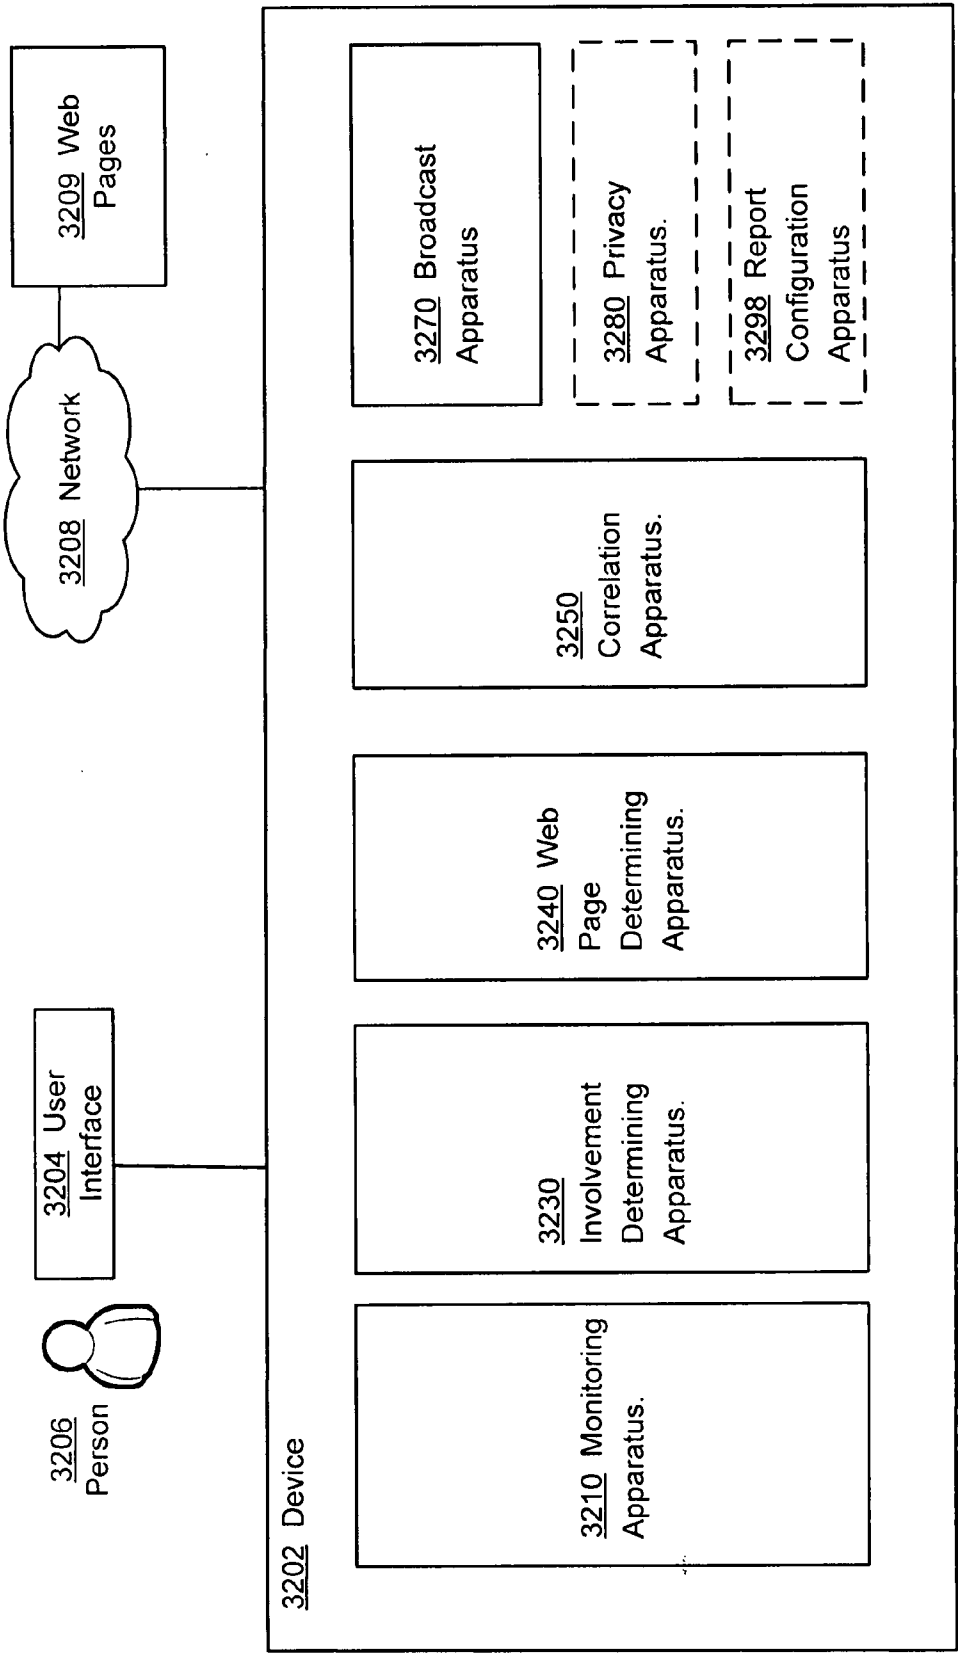 3206
Person
3204 User
Interface
3208 Network
3209 Web
Pages
3202 Device
3210 Monitoring
Apparatus.
3230
Involvement
Determining
Apparatus.
3240 Web
Page
Determining
Apparatus.
3250
Correlation
Apparatus.
3270 Broadcast
Apparatus
3280 Privacy
Apparatus.
3298 Report
Configuration
Apparatus